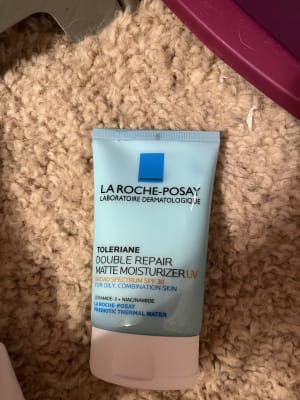 LA ROCHE-POSAY
LABORATOIRE DERMATOLOGIQUE
TOLERIANE
DOUBLE REPAIR
MATTE MOISTURIZER UV
BROAD SPECTRUM SPF 30
FOR OILY, COMBINATION SKIN
CERAMIDE-3 + NIACINAMIDE
LA ROCHE-POSAY
PREBIOTIC THERMAL WATER